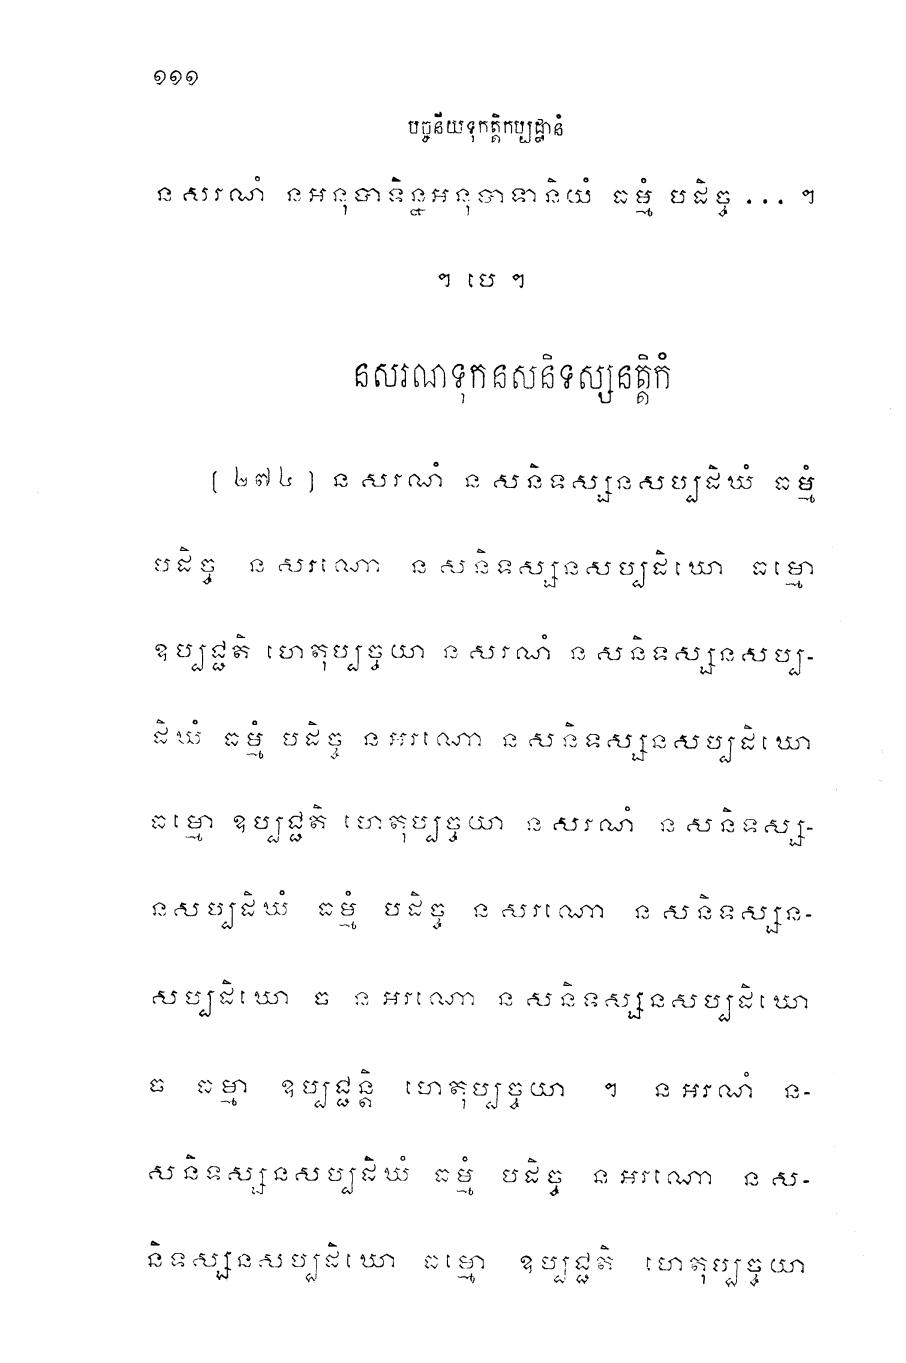 ១១១
បច្ចនីយទុកត្តិកប្បដ្ឋានំ
នសរណំ នអនុបាទិន្នអនុបាទានិយំ ធម្មំ បដិច្ច ... ។
។ បេ ។
នសរណទុកនសនិទស្សនត្តិកំ
[ ២៧៤ ] នសរណំ នសនិទស្សនសប្បដិឃំ ធម្មំ
បដិច្ច នសរណោ នសនិទស្សនសប្បដិឃោ ធម្មោ
ឧប្បជ្ជតិ ហេតុប្បច្ចយា នសរណំ នសនិទស្សនសប្ប-
ដិឃំ ធម្មំ បដិច្ច នអរណោ នសនិទស្សនសប្បដិឃោ
ធម្មោ ឧប្បជ្ជតិ ហេតុប្បច្ចយា នសរណំ នសនិទស្ស-
នសប្បដិឃំ ធម្មំ បដិច្ច នសរណោ នសនិទស្សន-
សប្បដិឃោ ច នអរណោ នសនិទស្សនសប្បដិឃោ
ច ធម្មា ឧប្បជ្ជន្តិ ហេតុប្បច្ចយា ។ នអរណំ ន-
សនិទស្សនសប្បដិឃំ ធម្មំ បដិច្ច នអរណោ នស-
និទស្សនសប្បដិឃោ ធម្មោ ឧប្បជ្ជតិ ហេតុប្បច្ចយា